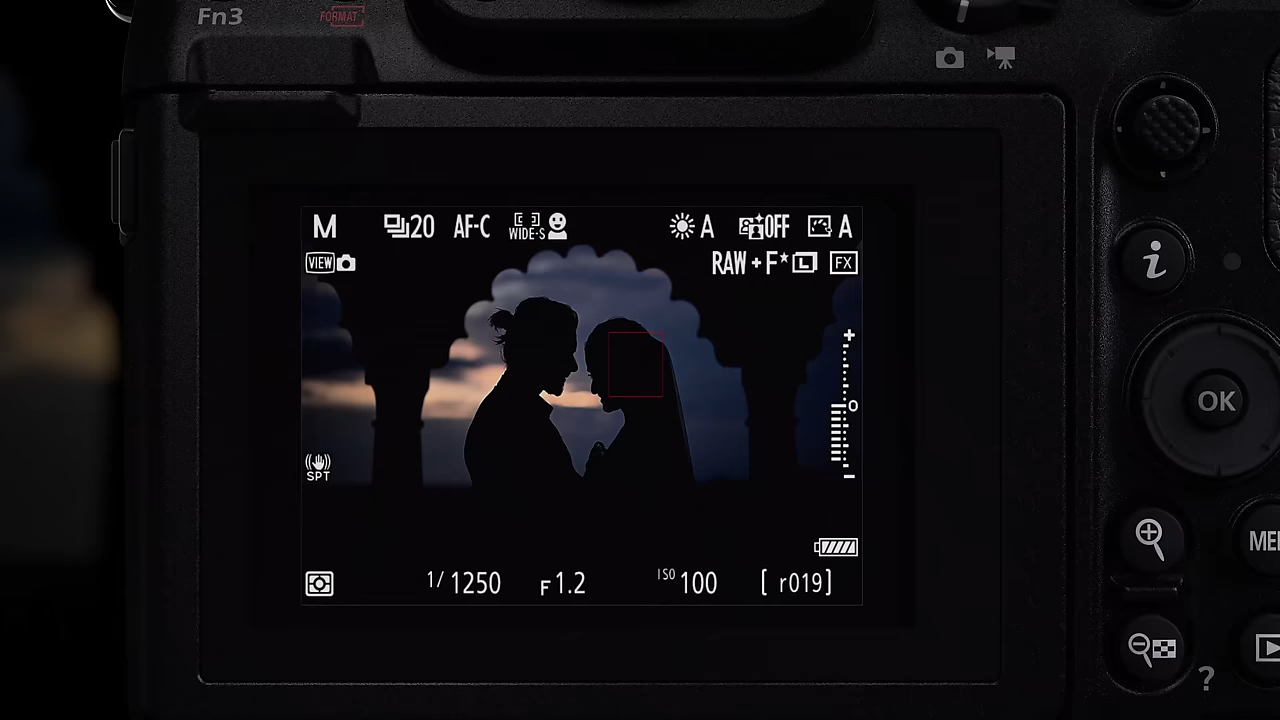 Fn3 FORMAT
M 20 AF-C WIDE-S A OFF A
VIEW RAW + F★ L FX
i
+
0
OK
SPT
−
MEN
1/1250 F1.2 ISO 100 [ r019]
?